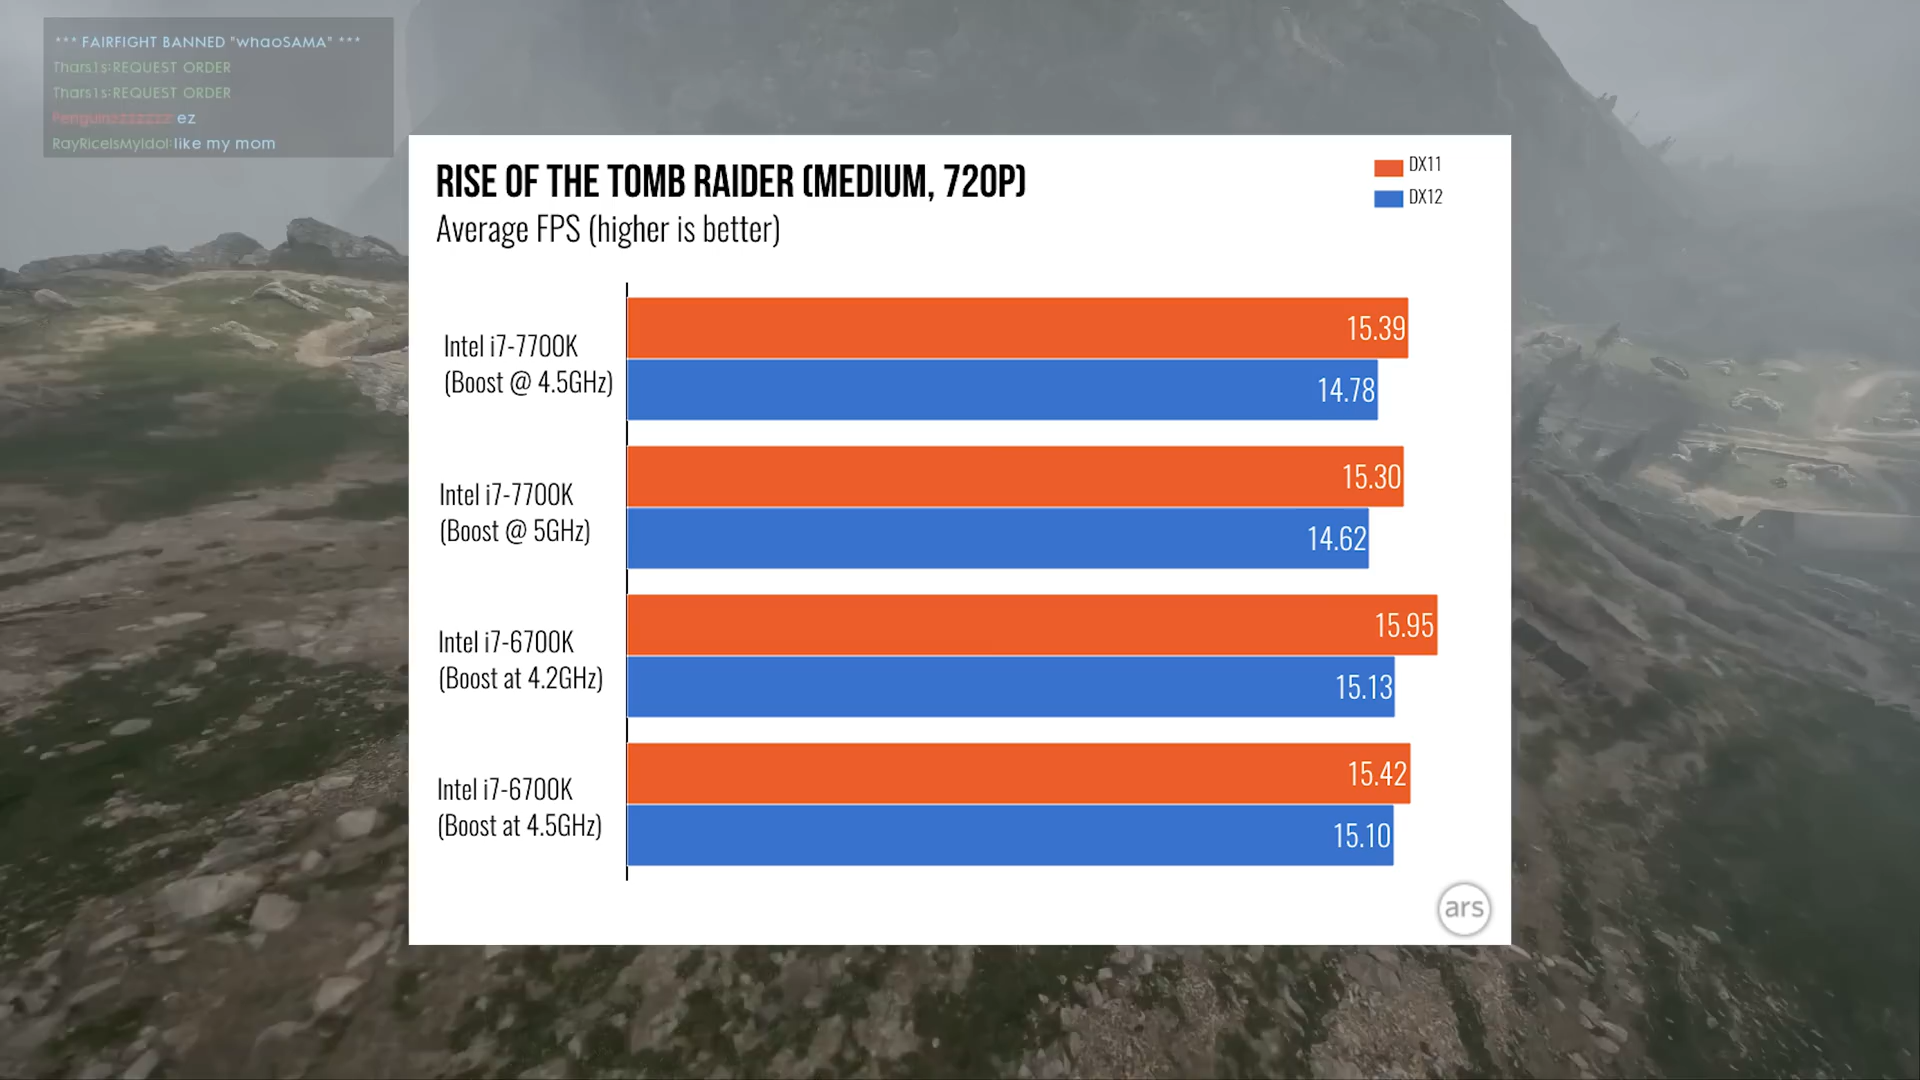 *** FAIRFIGHT BANNED "whaoSAMA" ***
Thars1s:REQUEST ORDER
Thars1s:REQUEST ORDER
ez
RayRiceIsMyIdol:like my mom
RISE OF THE TOMB RAIDER (MEDIUM, 720P)
Average FPS (higher is better)
DX11
DX12
Intel i7-7700K
(Boost @ 4.5GHz)
15.39
14.78
Intel i7-7700K
(Boost @ 5GHz)
15.30
14.62
Intel i7-6700K
(Boost at 4.2GHz)
15.95
15.13
Intel i7-6700K
(Boost at 4.5GHz)
15.42
15.10
ars